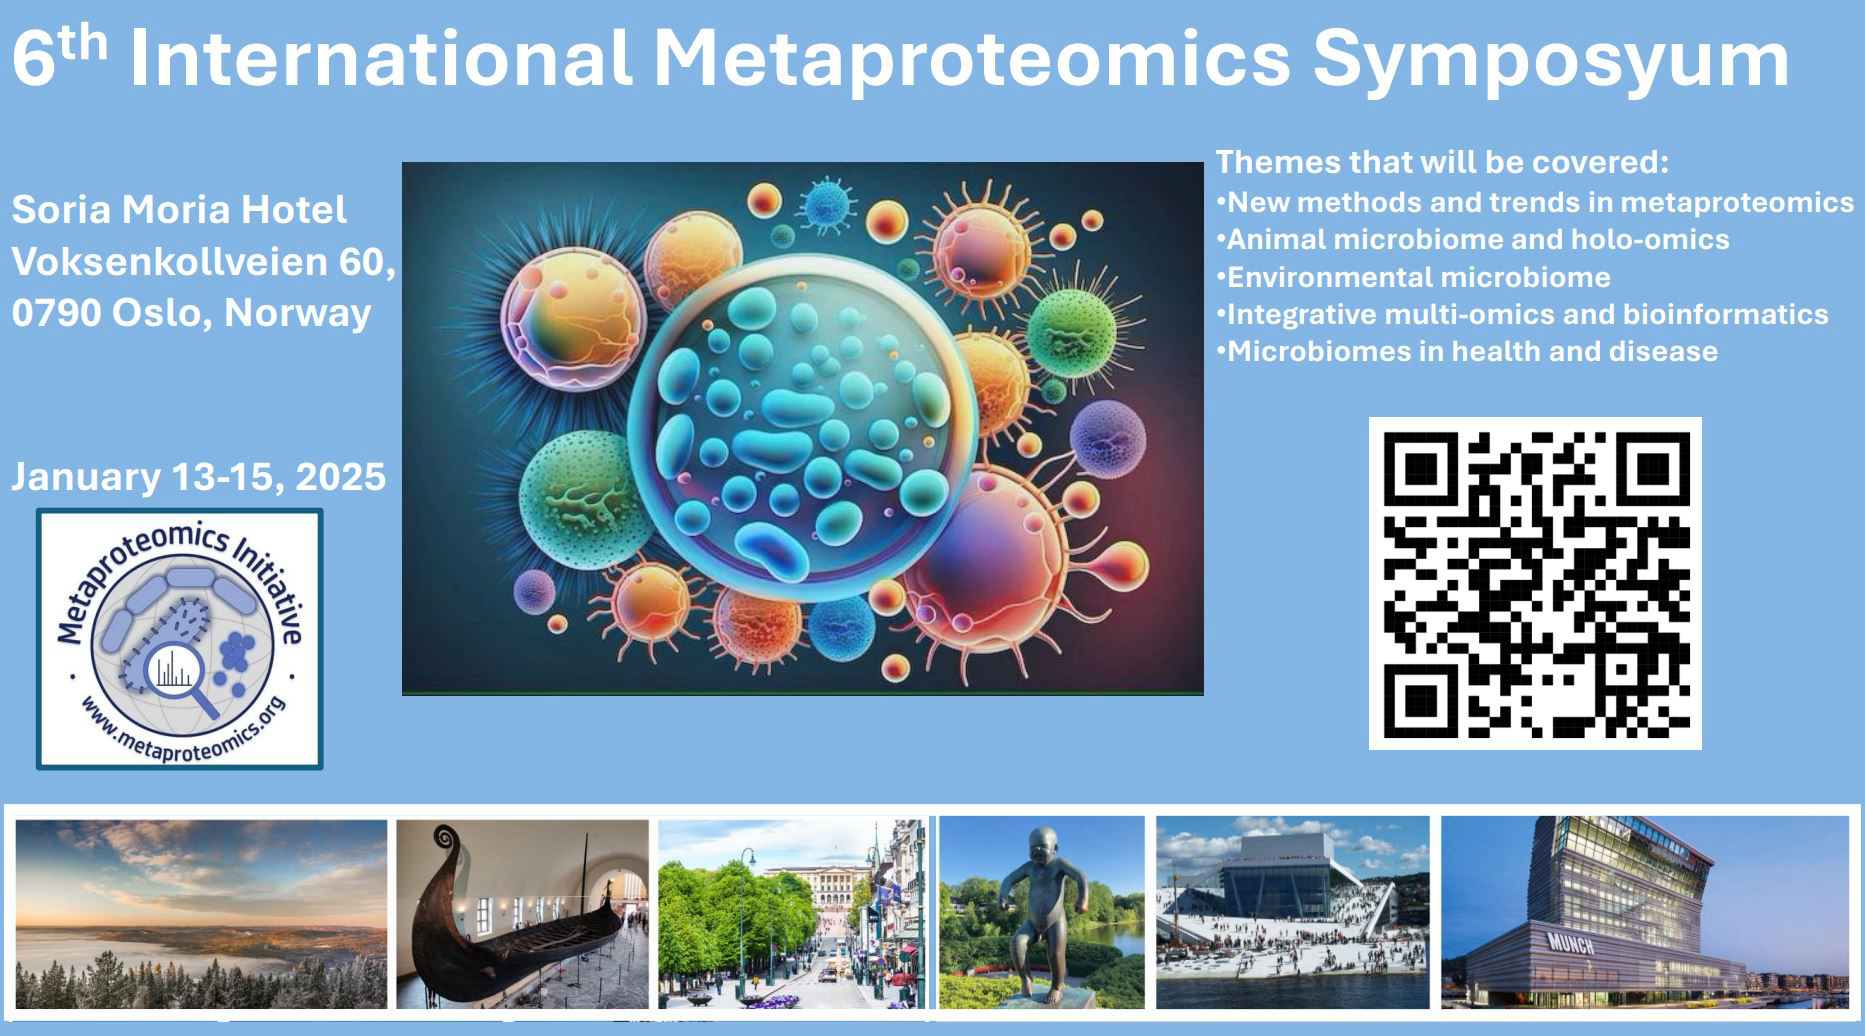 6th International Metaproteomics Symposyum
Soria Moria Hotel
Voksenkollveien 60,
0790 Oslo, Norway
January 13-15, 2025
Metaproteomics Initiative
• www.metaproteomics.org •
Themes that will be covered:
•New methods and trends in metaproteomics
•Animal microbiome and holo-omics
•Environmental microbiome
•Integrative multi-omics and bioinformatics
•Microbiomes in health and disease
MUNCH